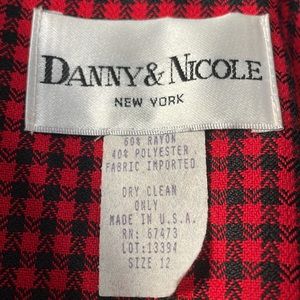 DANNY & NICOLE
NEW YORK
60% RAYON
40% POLYESTER
FABRIC IMPORTED
DRY CLEAN
ONLY
MADE IN U.S.A.
RN: 67473
LOT: 13394
SIZE 12